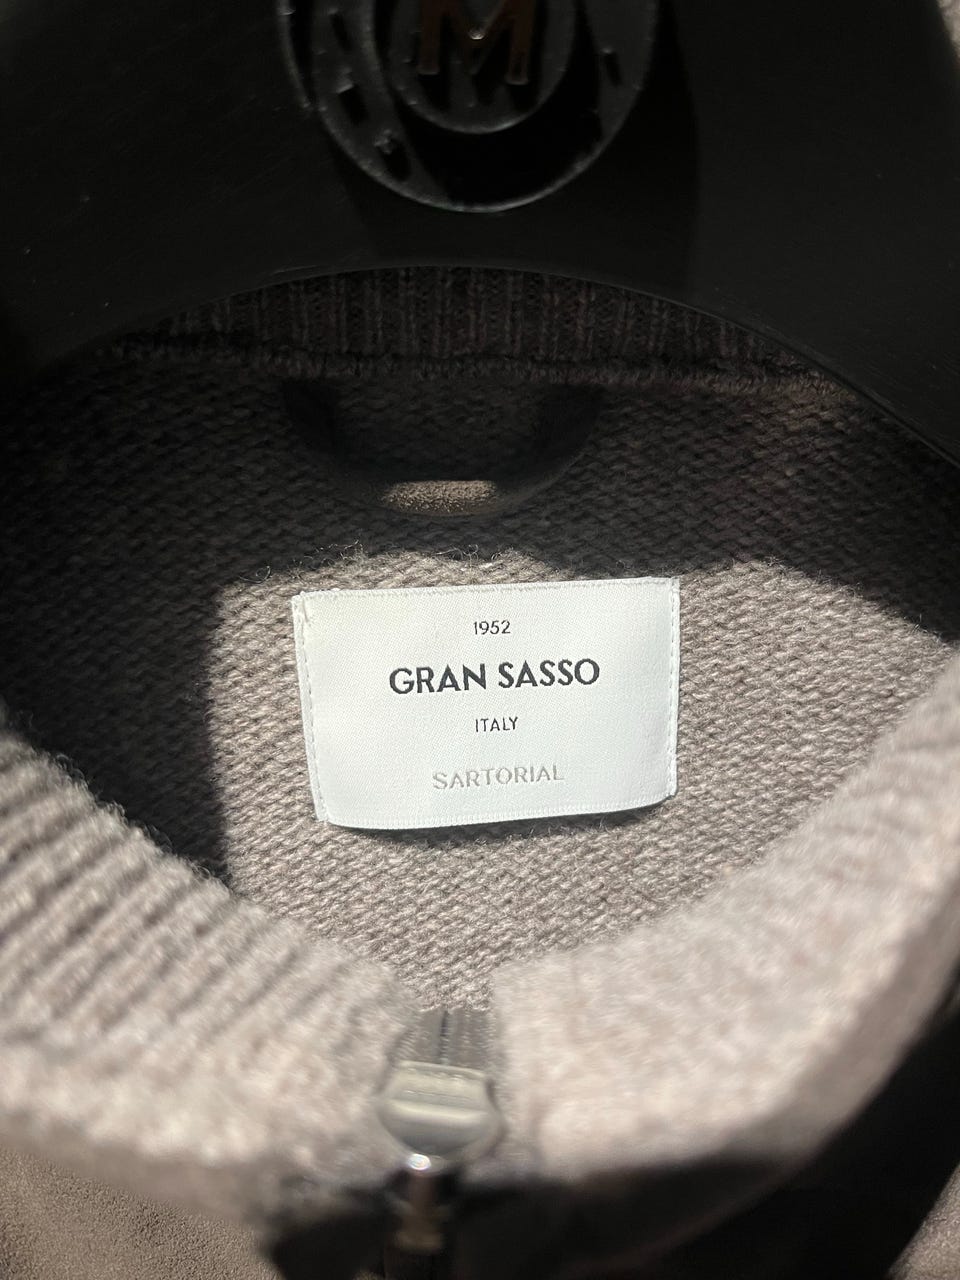 M
1952
GRAN SASSO
ITALY
SARTORIAL